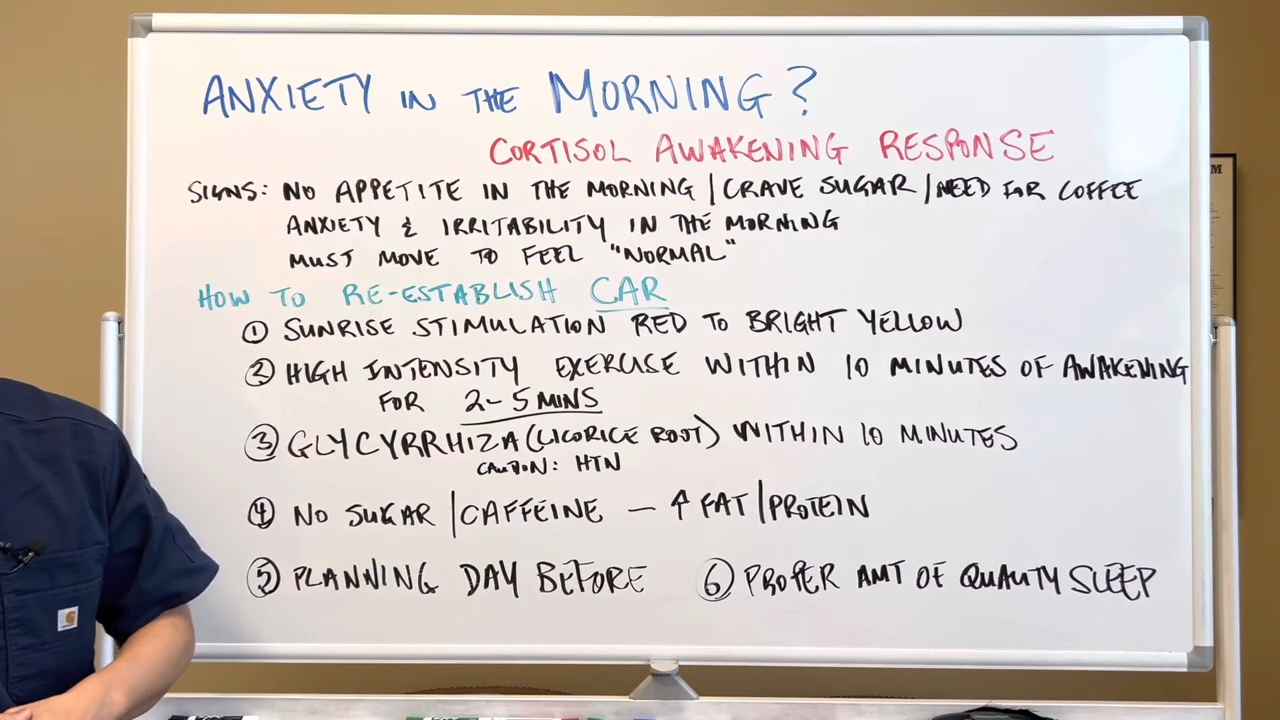 ANXIETY IN THE MORNING?
CORTISOL AWAKENING RESPONSE
SIGNS: NO APPETITE IN THE MORNING | CRAVE SUGAR | NEED FOR COFFEE
ANXIETY & IRRITABILITY IN THE MORNING
MUST MOVE TO FEEL "NORMAL"
HOW TO RE-ESTABLISH CAR
① SUNRISE STIMULATION RED TO BRIGHT YELLOW
② HIGH INTENSITY EXERCISE WITHIN 10 MINUTES OF AWAKENING
FOR 2-5 MINS
③ GLYCYRRHIZA (LICORICE ROOT) WITHIN 10 MINUTES
CAUTION: HTN
④ NO SUGAR | CAFFEINE — ↑ FAT | PROTEIN
⑤ PLANNING DAY BEFORE ⑥ PROPER AMT OF QUALITY SLEEP
carhartt